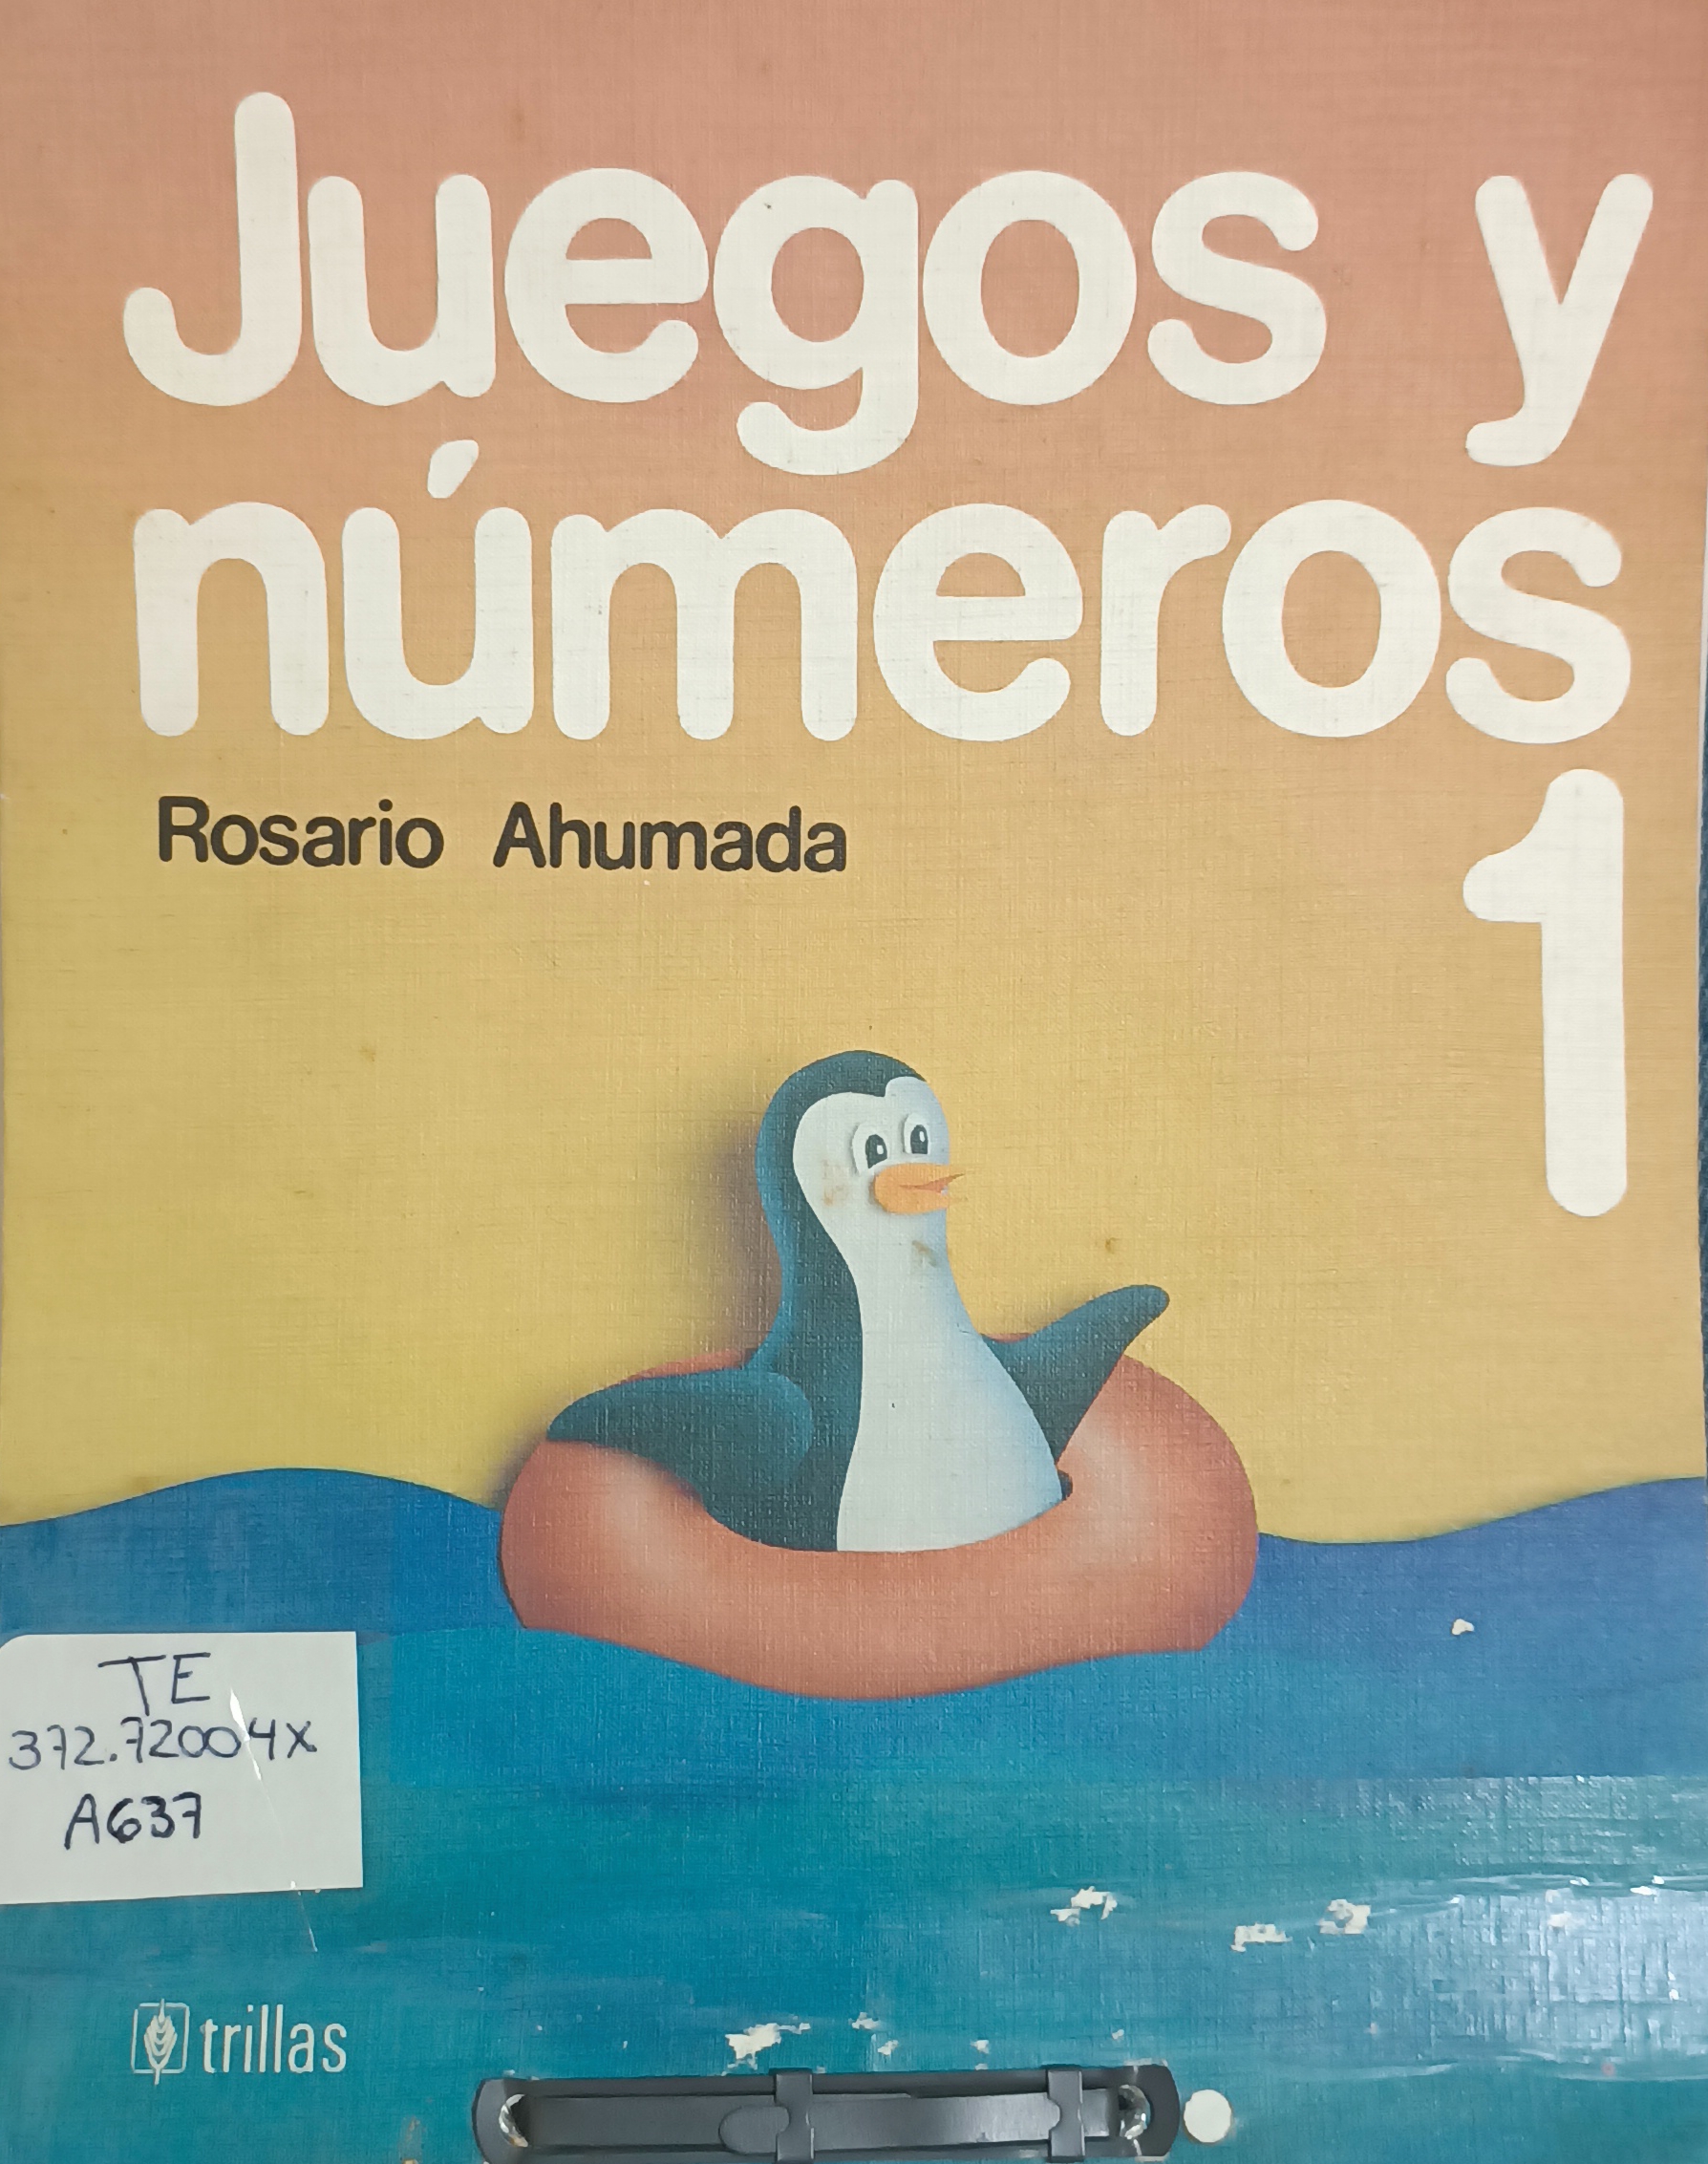 Juegos y
números
1
Rosario Ahumada
TE
372.72004X
A637
trillas